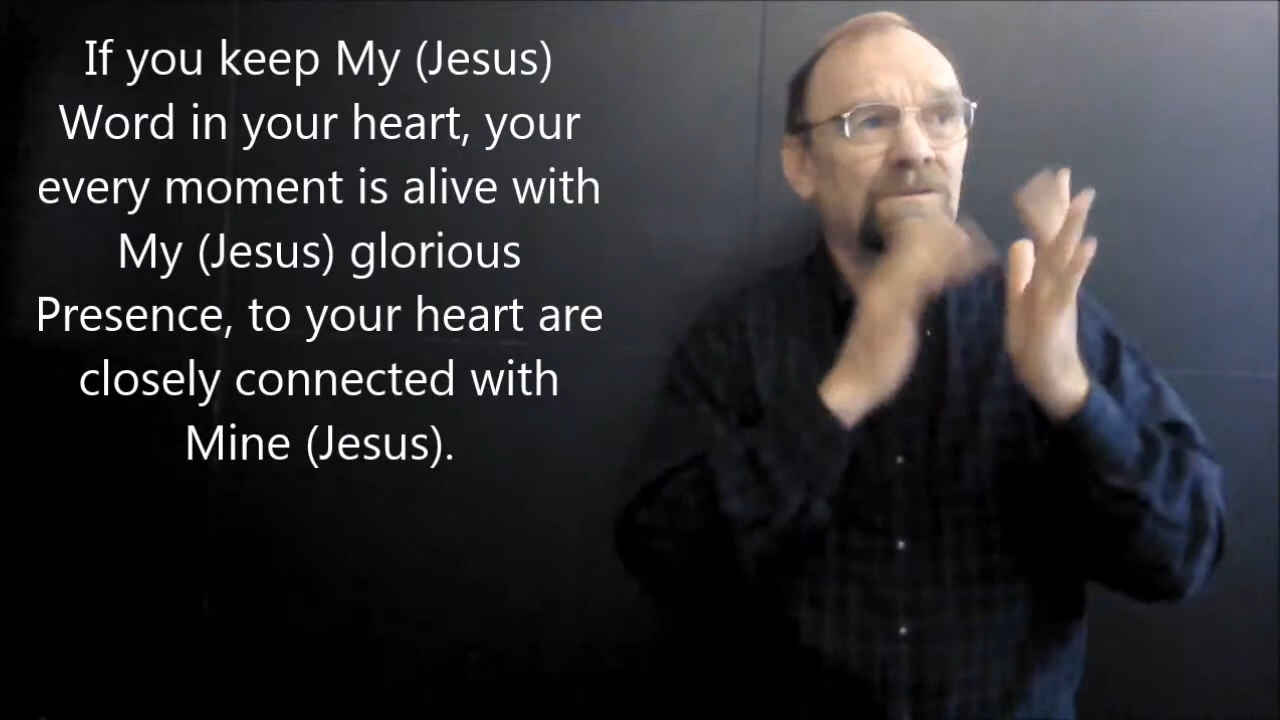 If you keep My (Jesus)
Word in your heart, your
every moment is alive with
My (Jesus) glorious
Presence, to your heart are
closely connected with
Mine (Jesus).